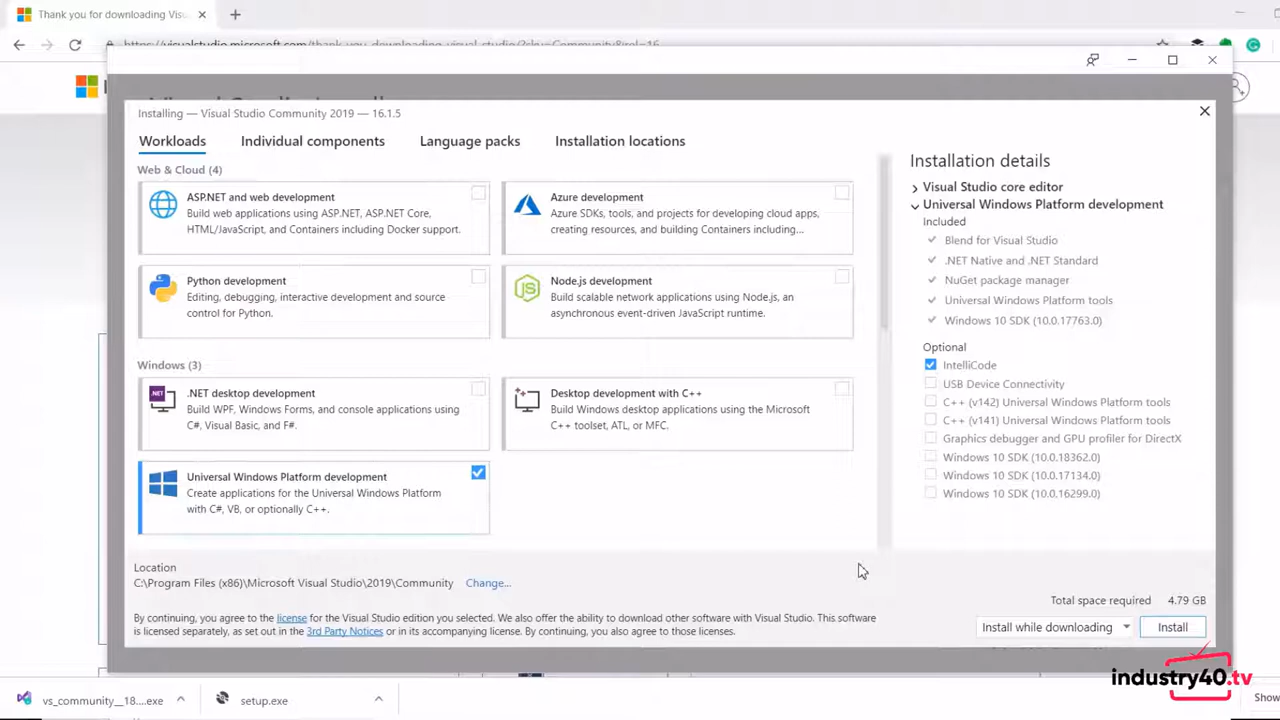 Thank you for downloading Visu
https://visualstudio.microsoft.com/thank-you-downloading-visual-studio/?sku=Community&rel=16
Installing — Visual Studio Community 2019 — 16.1.5
Workloads Individual components Language packs Installation locations
Web & Cloud (4)
ASP.NET and web development
Build web applications using ASP.NET, ASP.NET Core,
HTML/JavaScript, and Containers including Docker support.
Azure development
Azure SDKs, tools, and projects for developing cloud apps,
creating resources, and building Containers including...
Python development
Editing, debugging, interactive development and source
control for Python.
Node.js development
Build scalable network applications using Node.js, an
asynchronous event-driven JavaScript runtime.
Windows (3)
.NET desktop development
Build WPF, Windows Forms, and console applications using
C#, Visual Basic, and F#.
Desktop development with C++
Build Windows desktop applications using the Microsoft
C++ toolset, ATL, or MFC.
Universal Windows Platform development
Create applications for the Universal Windows Platform
with C#, VB, or optionally C++.
Installation details
Visual Studio core editor
Universal Windows Platform development
Included
Blend for Visual Studio
.NET Native and .NET Standard
NuGet package manager
Universal Windows Platform tools
Windows 10 SDK (10.0.17763.0)
Optional
IntelliCode
USB Device Connectivity
C++ (v142) Universal Windows Platform tools
C++ (v141) Universal Windows Platform tools
Graphics debugger and GPU profiler for DirectX
Windows 10 SDK (10.0.18362.0)
Windows 10 SDK (10.0.17134.0)
Windows 10 SDK (10.0.16299.0)
Location
C:\Program Files (x86)\Microsoft Visual Studio\2019\Community Change...
Total space required 4.79 GB
By continuing, you agree to the license for the Visual Studio edition you selected. We also offer the ability to download other software with Visual Studio. This software
is licensed separately, as set out in the 3rd Party Notices or in its accompanying license. By continuing, you also agree to those licenses.
Install while downloading Install
industry40.tv
vs_community__18....exe setup.exe Show